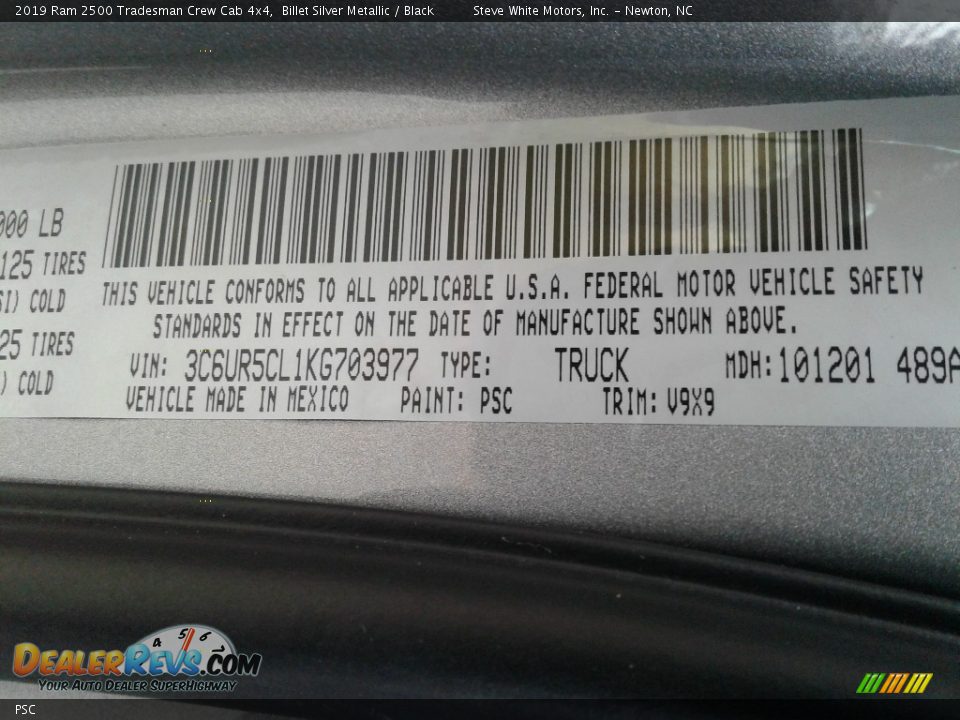 2019 Ram 2500 Tradesman Crew Cab 4x4, Billet Silver Metallic / Black Steve White Motors, Inc. - Newton, NC
000 LB
125 TIRES
SI) COLD
25 TIRES
) COLD
THIS VEHICLE CONFORMS TO ALL APPLICABLE U.S.A. FEDERAL MOTOR VEHICLE SAFETY
STANDARDS IN EFFECT ON THE DATE OF MANUFACTURE SHOWN ABOVE.
VIN: 3C6UR5CL1KG703977 TYPE: TRUCK MDH: 101201 489A
VEHICLE MADE IN MEXICO PAINT: PSC TRIM: V9X9
4 5 6
DEALERREVS.COM
YOUR AUTO DEALER SUPERHIGHWAY
PSC